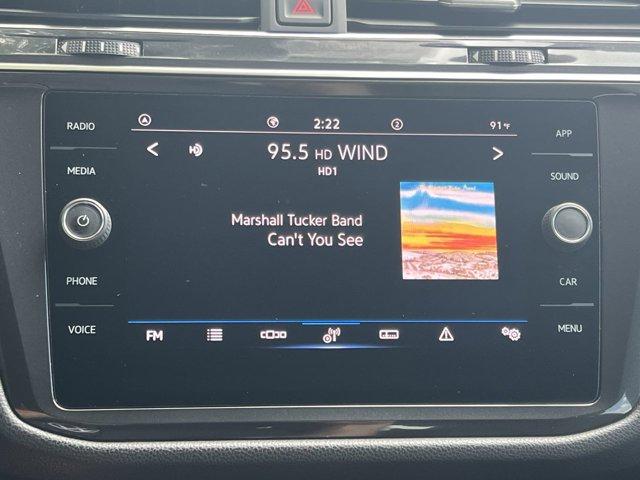 RADIO
MEDIA
PHONE
VOICE
2:22
2
91°F
95.5 HD WIND
HD1
Marshall Tucker Band
Can't You See
FM
APP
SOUND
CAR
MENU